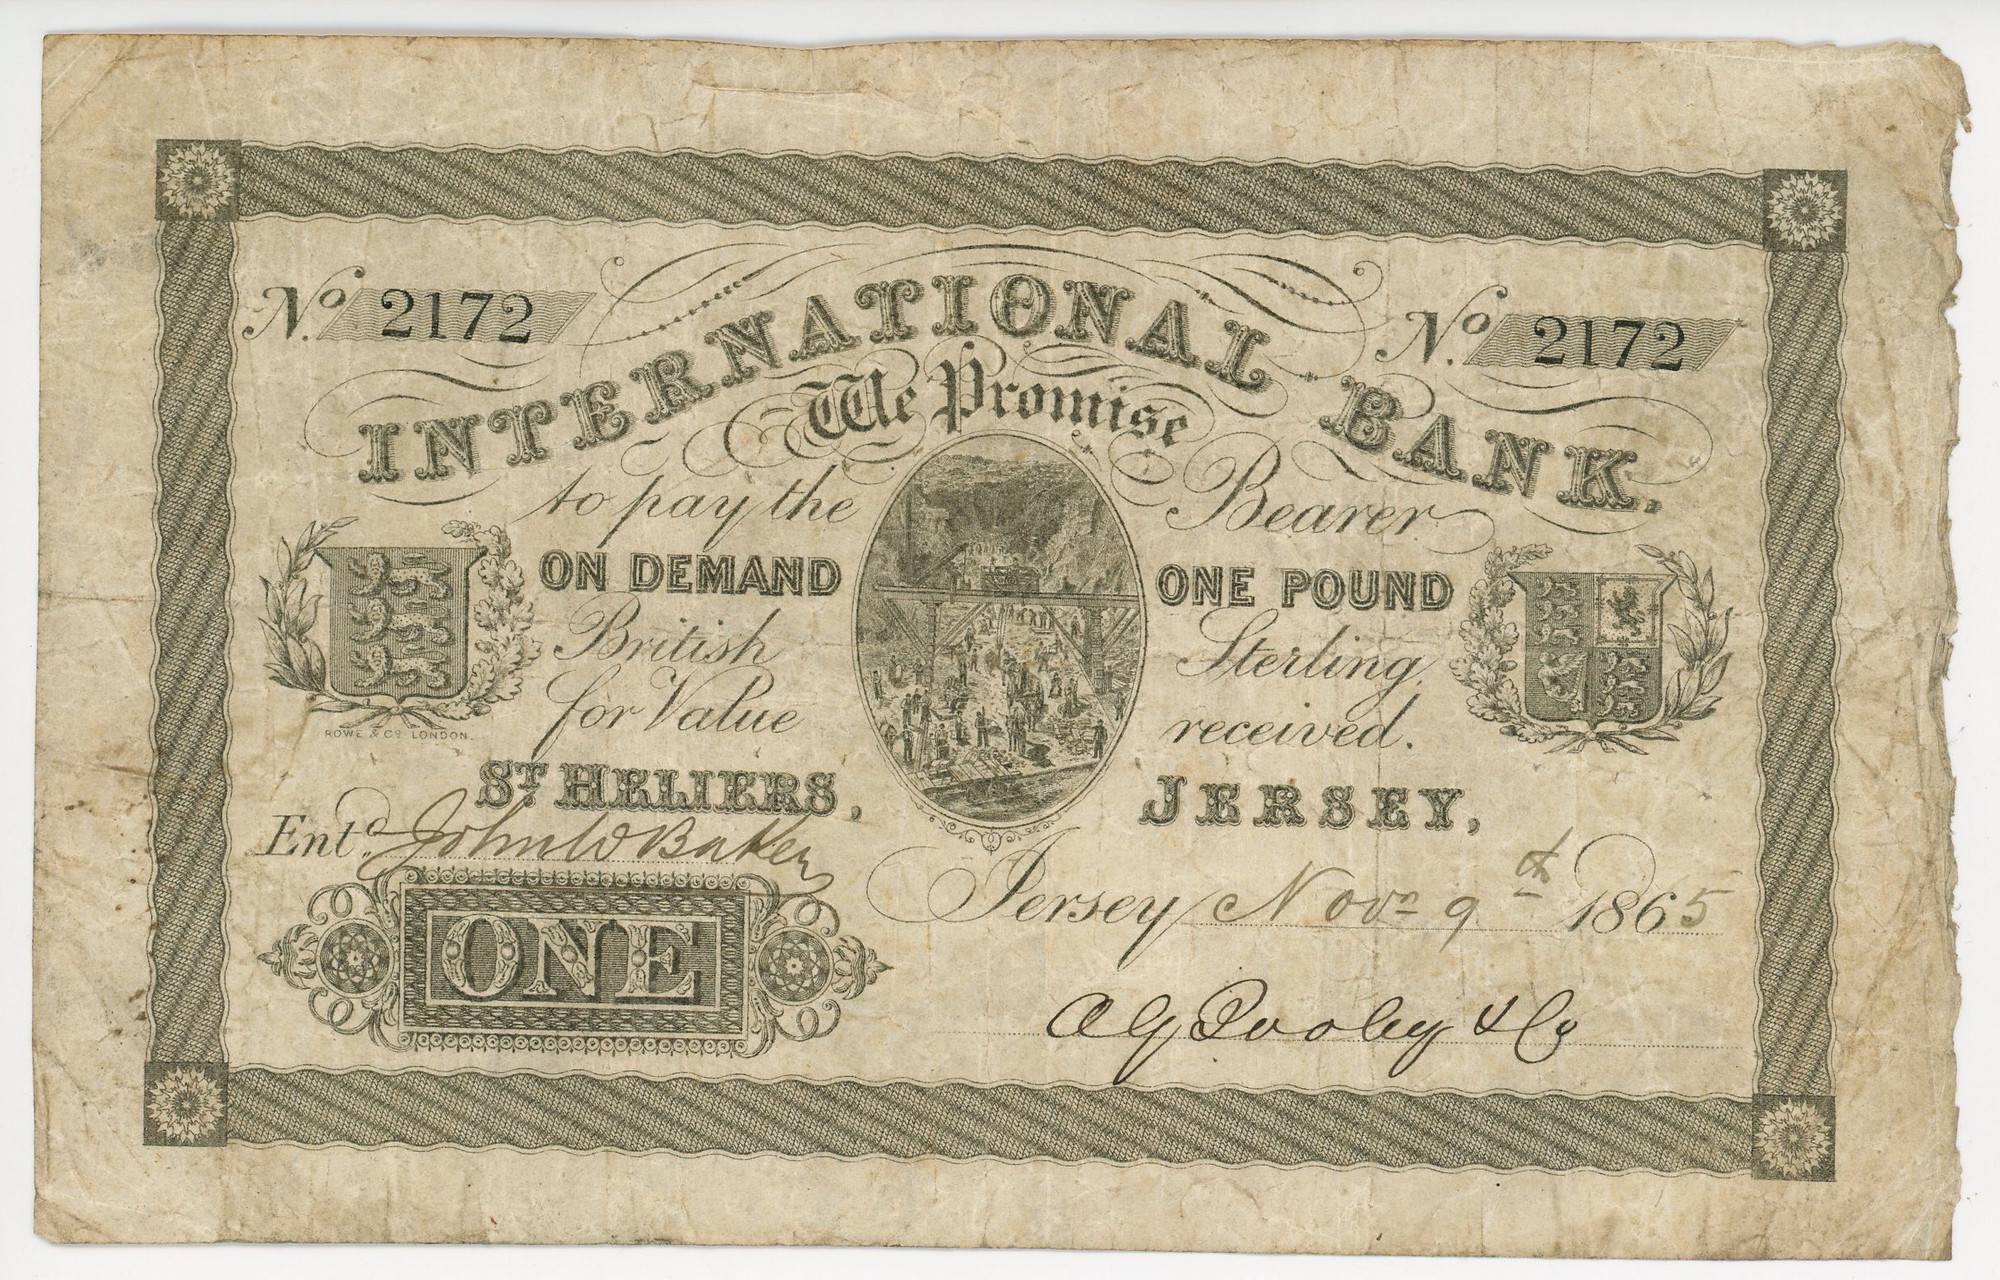 No. 2172
No. 2172
INTERNATIONAL BANK.
We Promise
to pay the Bearer
ON DEMAND ONE POUND
British Sterling,
for Value received.
ROWE & Co. LONDON.
ST. HELIERS, JERSEY,
Entd. John W Baker
Jersey Novr 9th 1865
ONE
A G Pooley & Co